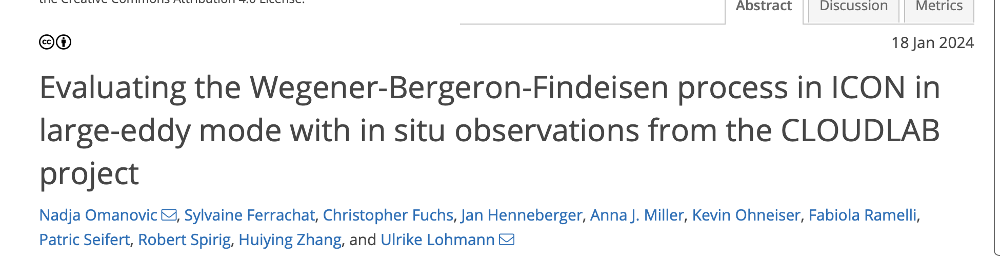 the Creative Commons Attribution 4.0 License.
Abstract Discussion Metrics
cc
18 Jan 2024
Evaluating the Wegener-Bergeron-Findeisen process in ICON in
large-eddy mode with in situ observations from the CLOUDLAB
project
Nadja Omanovic, Sylvaine Ferrachat, Christopher Fuchs, Jan Henneberger, Anna J. Miller, Kevin Ohneiser, Fabiola Ramelli,
Patric Seifert, Robert Spirig, Huiying Zhang, and Ulrike Lohmann